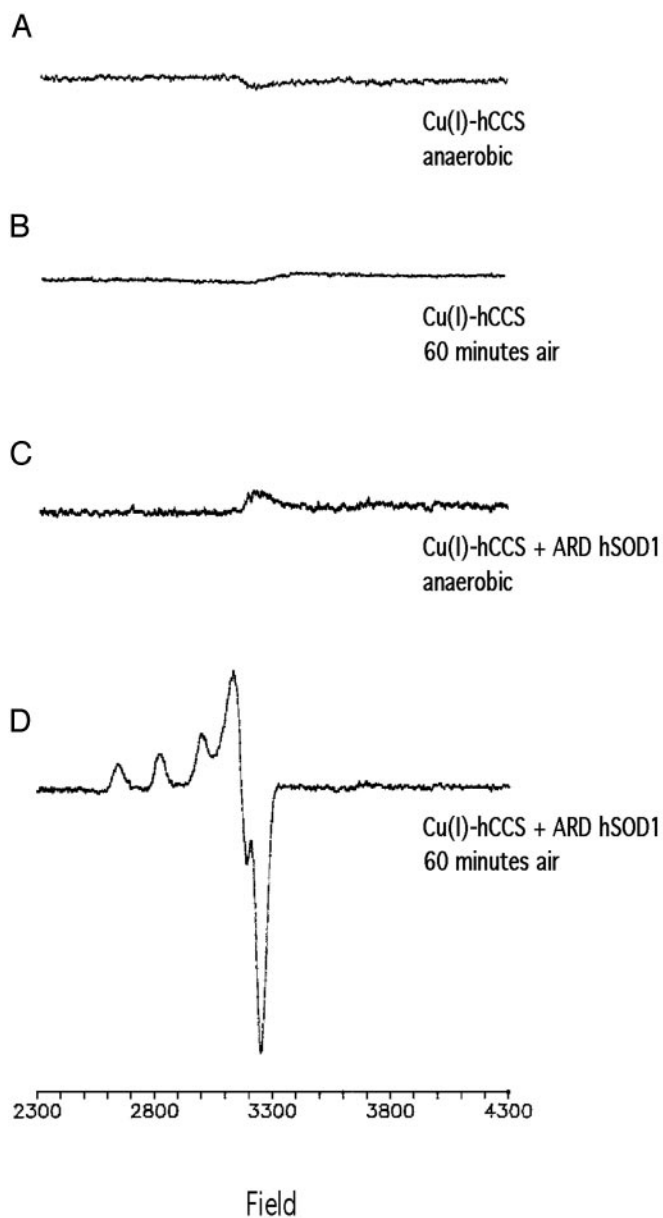 A
Cu(I)-hCCS
anaerobic
B
Cu(I)-hCCS
60 minutes air
C
Cu(I)-hCCS + ARD hSOD1
anaerobic
D
Cu(I)-hCCS + ARD hSOD1
60 minutes air
2300 2800 3300 3800 4300
Field